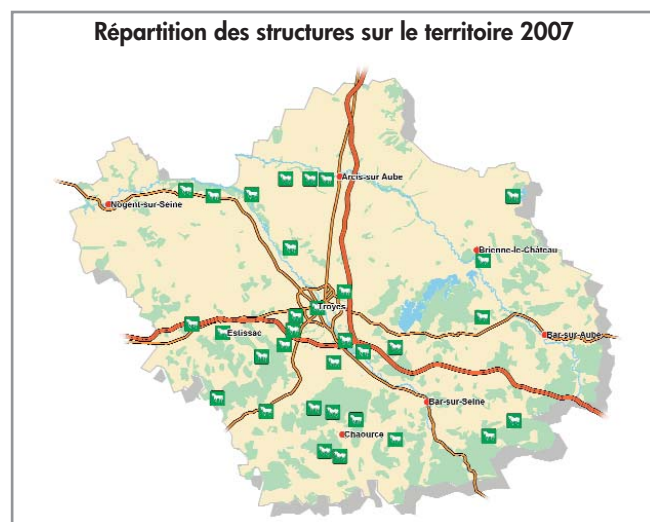 Répartition des structures sur le territoire 2007
Arcis-sur Aube
Nogent-sur-Seine
Brienne-le-Château
Troyes
Estissac
Bar-sur-Aube
Bar-sur-Seine
Chaource